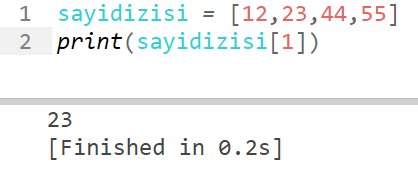 1 sayidizisi = [12,23,44,55]
2 print(sayidizisi[1])
23
[Finished in 0.2s]